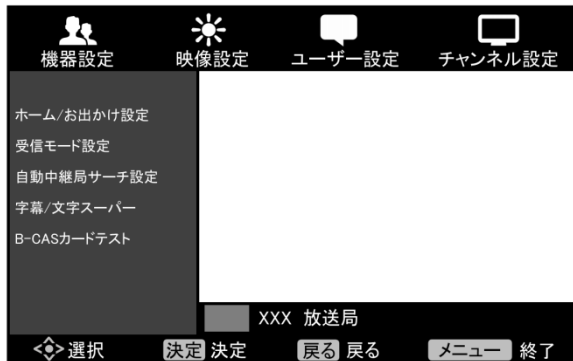 機器設定 映像設定 ユーザー設定 チャンネル設定
ホーム/お出かけ設定
受信モード設定
自動中継局サーチ設定
字幕/文字スーパー
B-CASカードテスト
XXX 放送局
選択 決定 決定 戻る 戻る メニュー 終了